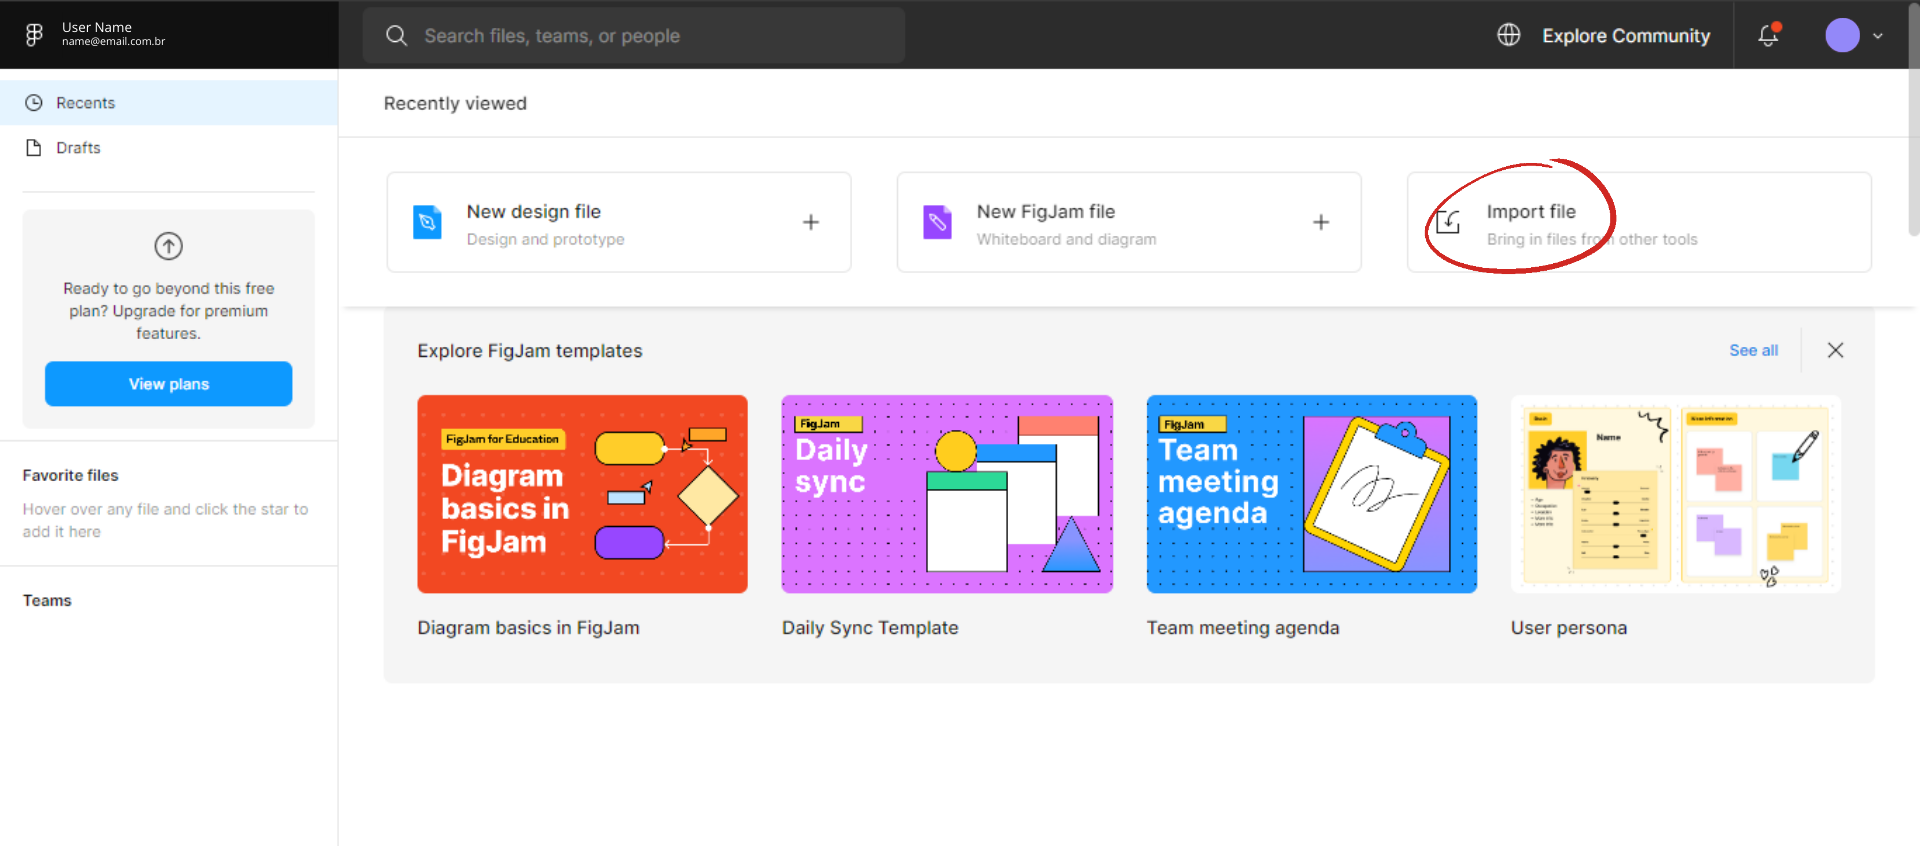 User Name
name@email.com.br
Search files, teams, or people
Explore Community
Recents
Drafts
Ready to go beyond this free
plan? Upgrade for premium
features.
View plans
Favorite files
Hover over any file and click the star to
add it here
Teams
Recently viewed
New design file
Design and prototype
New FigJam file
Whiteboard and diagram
Import file
Bring in files from other tools
Explore FigJam templates
See all
FigJam for Education
Diagram
basics in
FigJam
Diagram basics in FigJam
FigJam
Daily
sync
Daily Sync Template
FigJam
Team
meeting
agenda
Team meeting agenda
Name
User persona